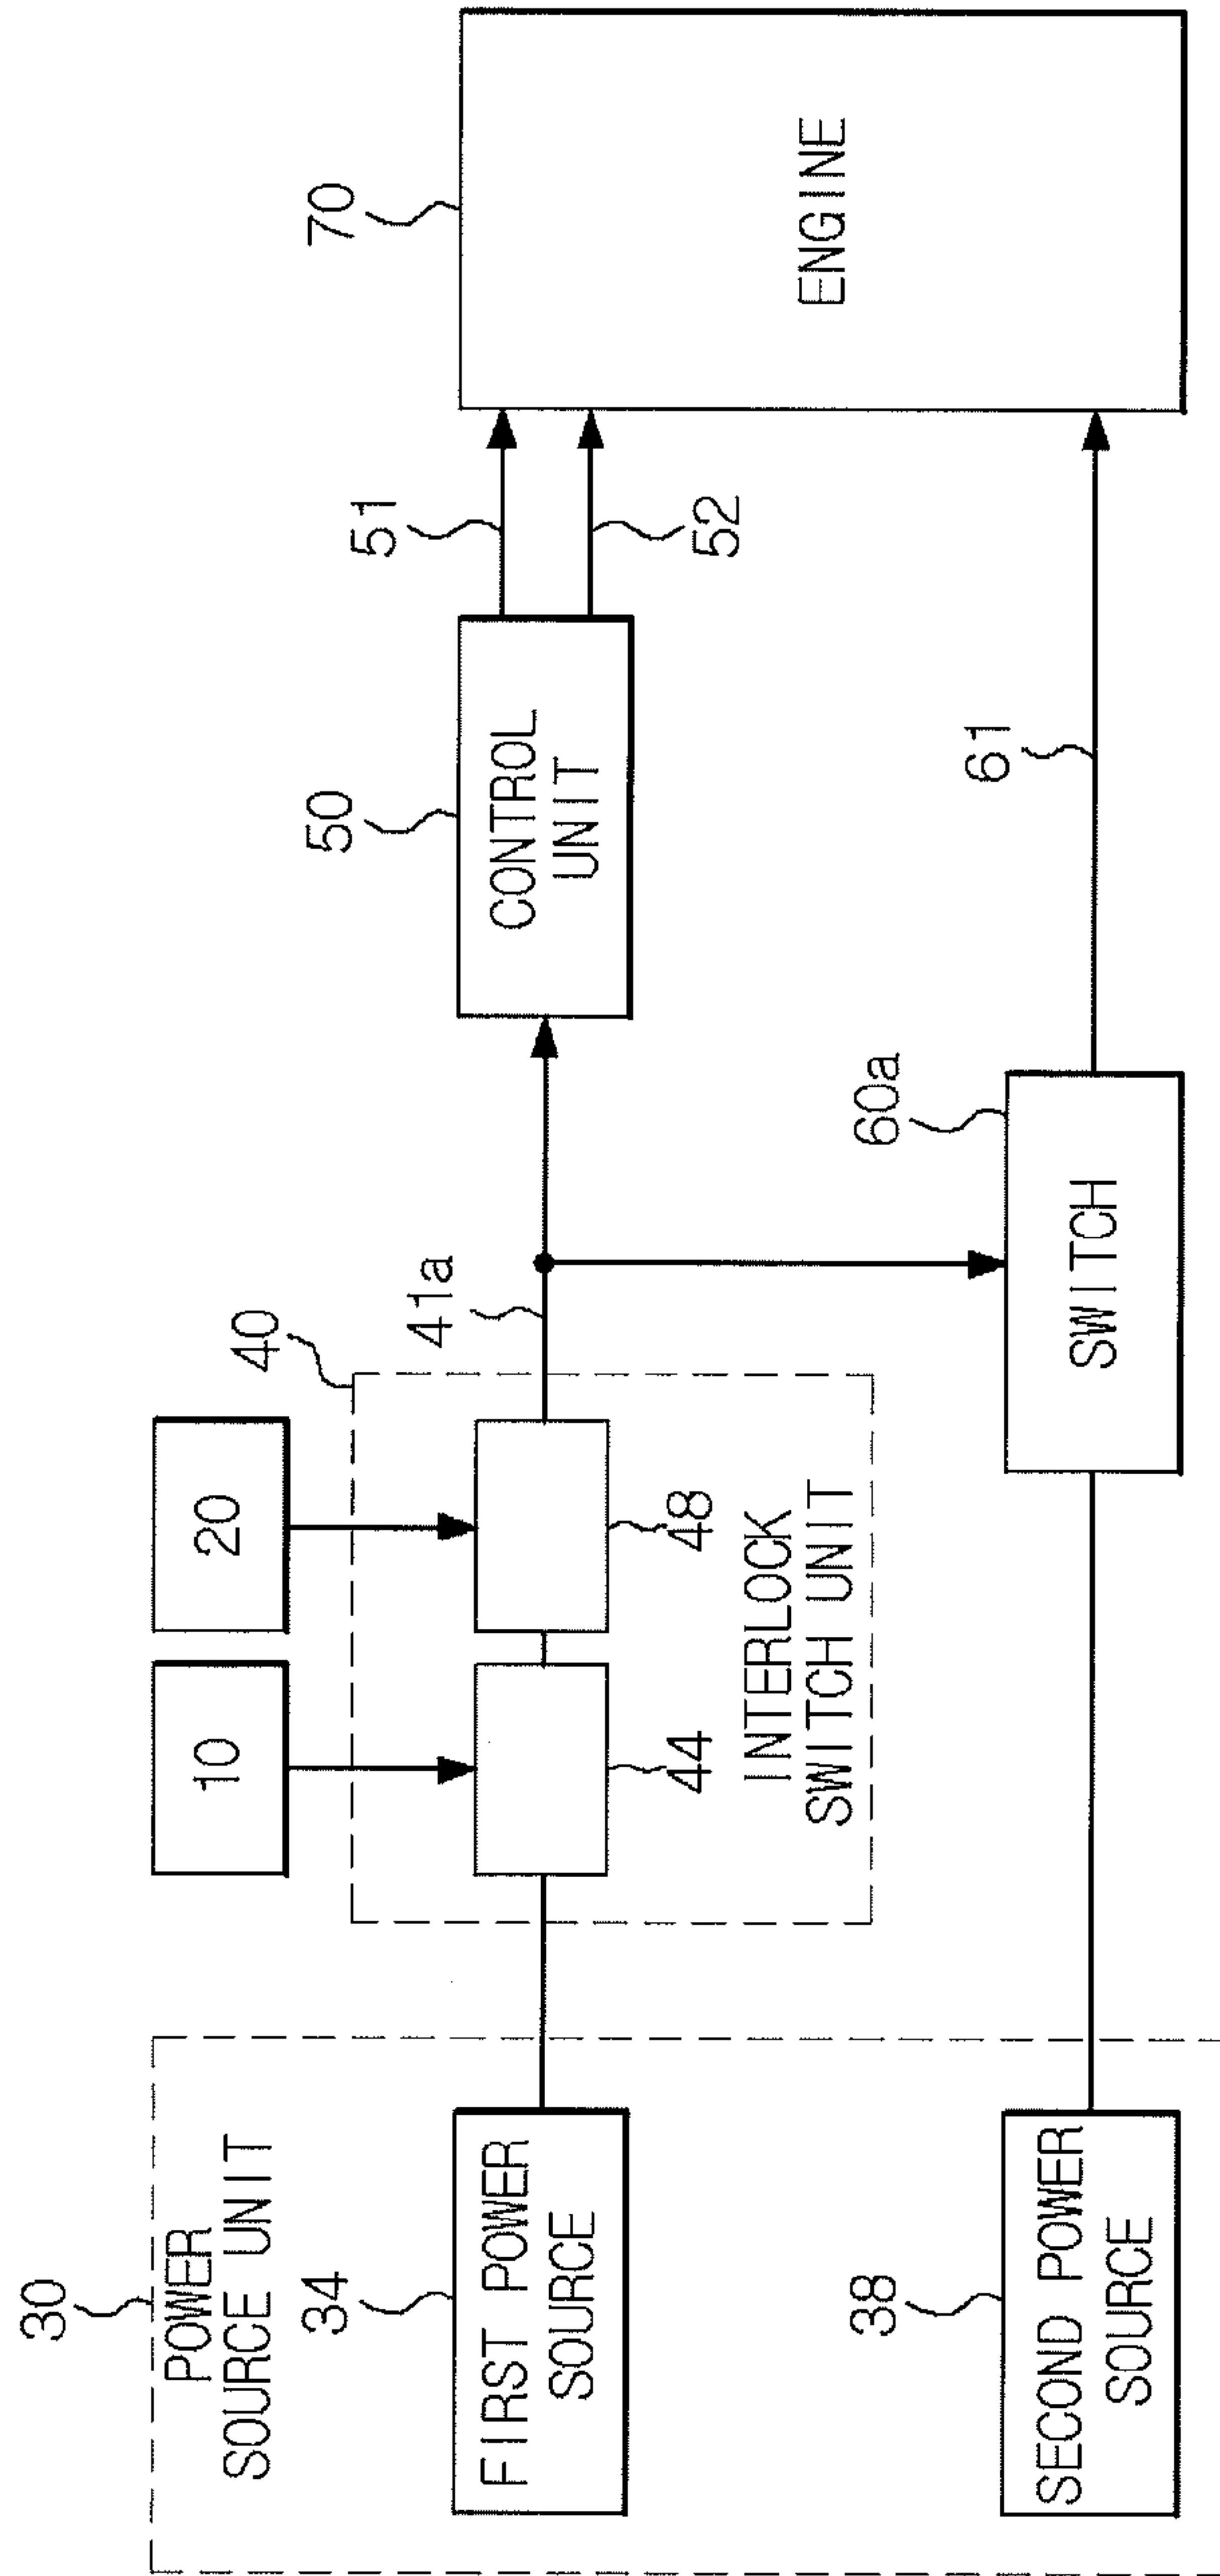 30
POWER
SOURCE UNIT
34
FIRST POWER
SOURCE
38
SECOND POWER
SOURCE
10
20
40
44
48
INTERLOCK
SWITCH UNIT
41a
60a
SWITCH
50
CONTROL
UNIT
51
52
61
70
ENGINE